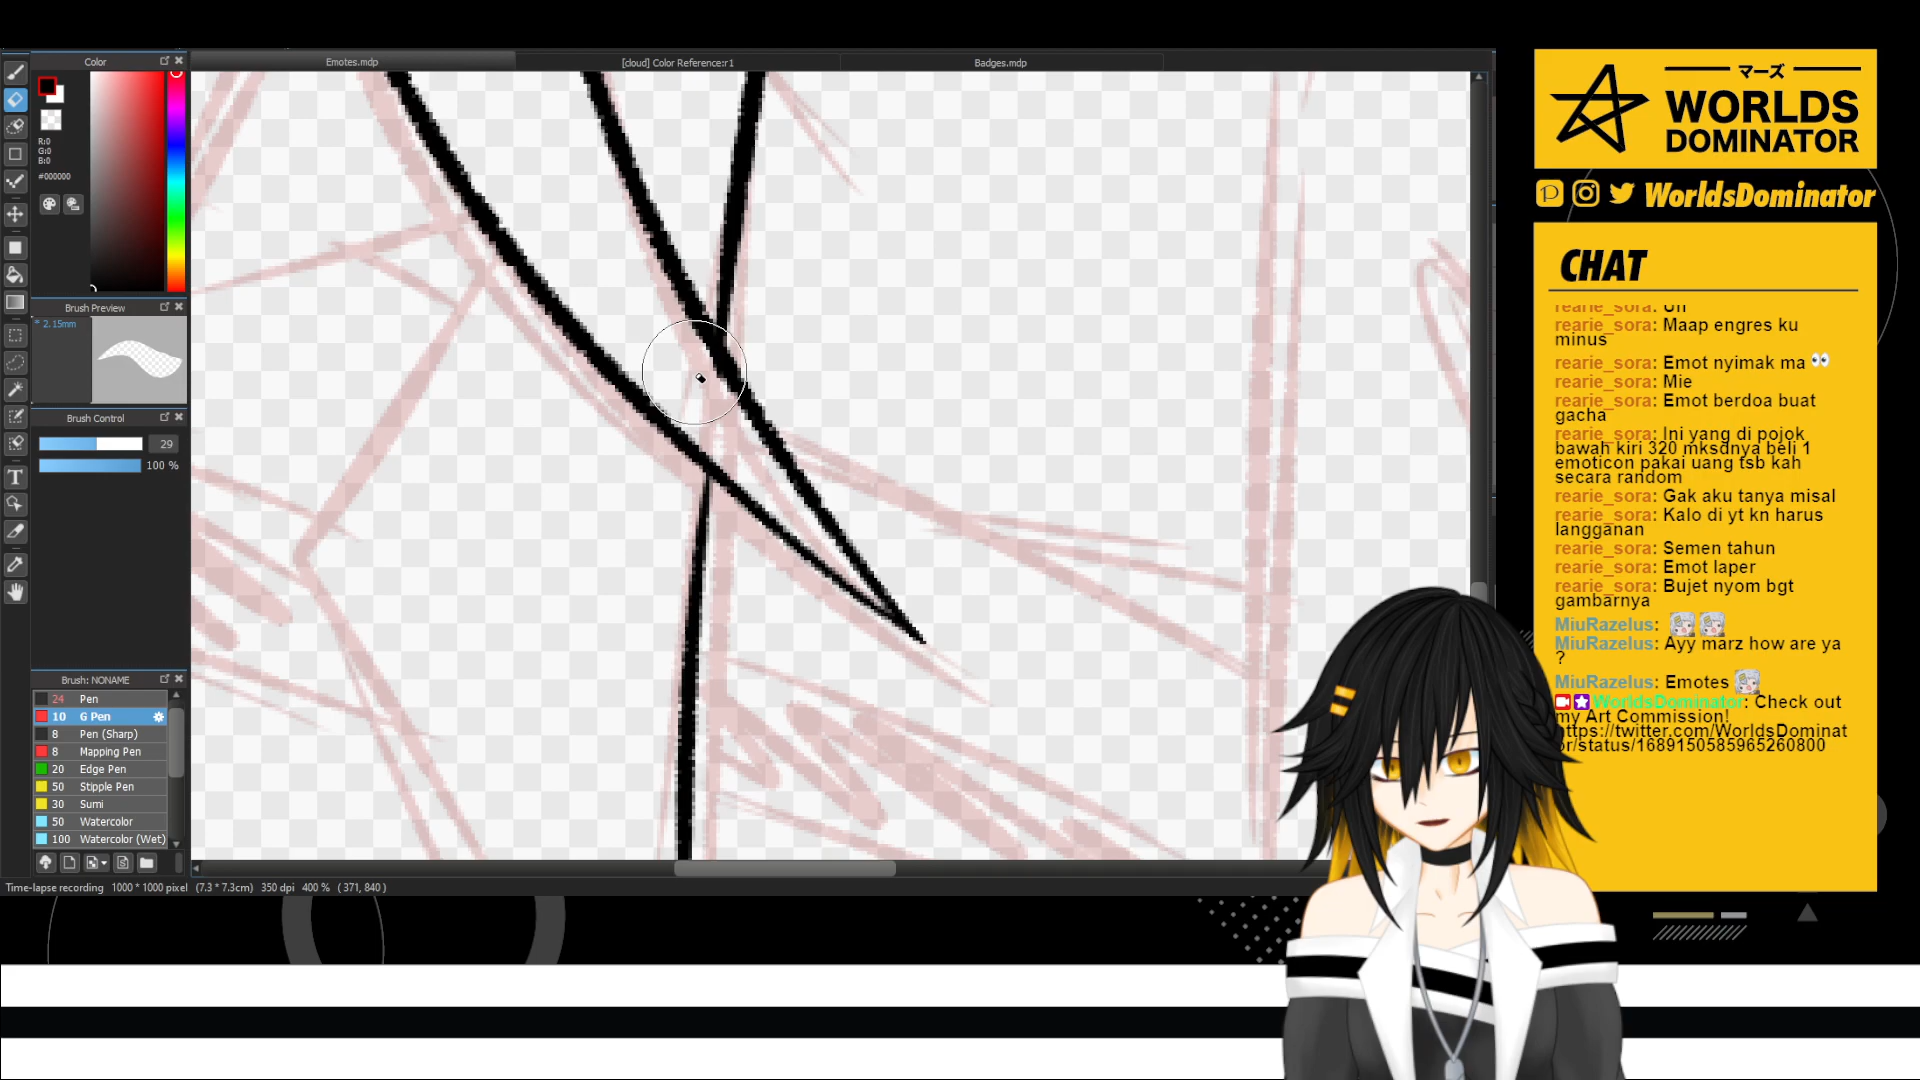 Color
Emotes.mdp
[cloud] Color Reference:r1
Badges.mdp
R:0
G:0
B:0
#000000
Brush Preview
* 2.15mm
Brush Control
29
100 %
T
Brush: NONAME
24 Pen
10 G Pen
8 Pen (Sharp)
8 Mapping Pen
20 Edge Pen
50 Stipple Pen
30 Sumi
50 Watercolor
100 Watercolor (Wet)
Time-lapse recording 1000 * 1000 pixel (7.3 * 7.3cm) 350 dpi 400 % ( 371, 840 )
マーズ
WORLDS
DOMINATOR
WorldsDominator
CHAT
rearie_sora: Maap engres ku
minus
rearie_sora: Emot nyimak ma 👀
rearie_sora: Mie
rearie_sora: Emot berdoa buat
gacha
rearie_sora: Ini yang di pojok
bawah kiri 320 mksdnya beli 1
emoticon pakai uang tsb kah
secara random
rearie_sora: Gak aku tanya misal
rearie_sora: Kalo di yt kn harus
langganan
rearie_sora: Semen tahun
rearie_sora: Emot laper
rearie_sora: Bujet nyom bgt
gambarnya
MiuRazelus:
MiuRazelus: Ayy marz how are ya
?
MiuRazelus: Emotes
WorldsDominator: Check out
my Art Commission!
https://twitter.com/WorldsDominat
or/status/1689150585965260800